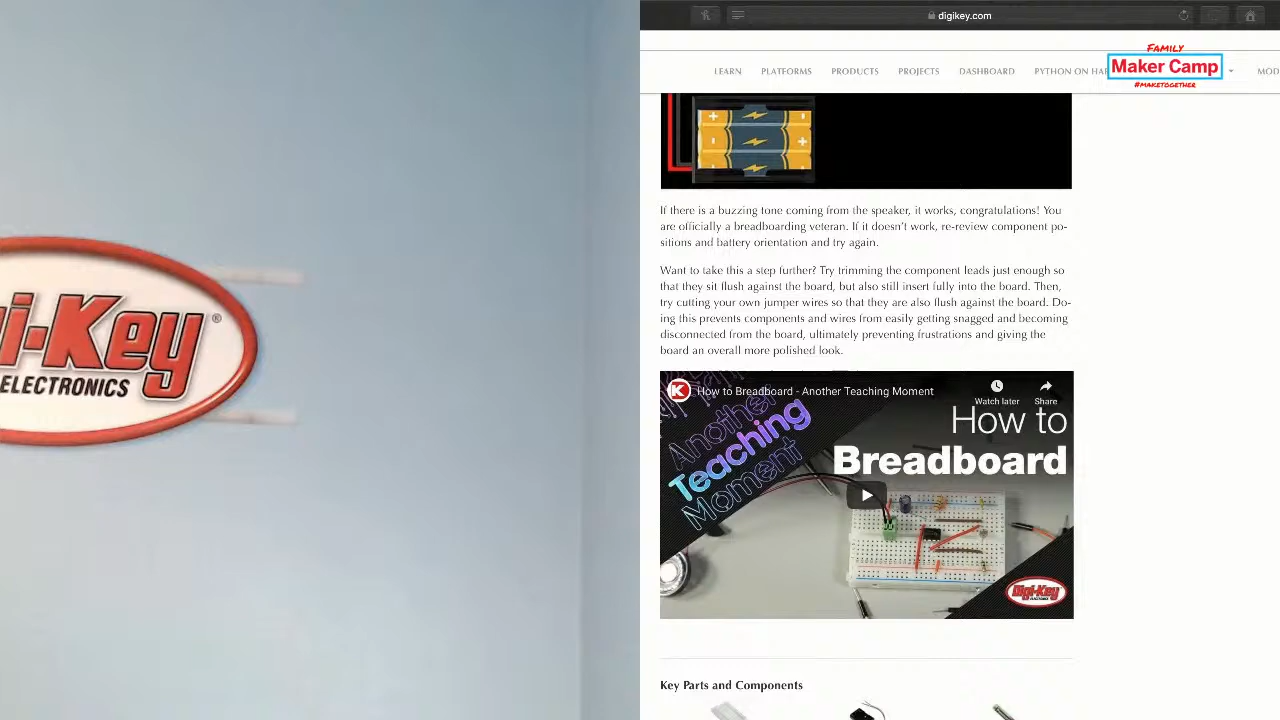 digikey.com
FAMILY
Maker Camp
#MAKETOGETHER
LEARN PLATFORMS PRODUCTS PROJECTS DASHBOARD PYTHON ON MOD
i-Key®
ELECTRONICS
If there is a buzzing tone coming from the speaker, it works, congratulations! You
are officially a breadboarding veteran. If it doesn't work, re-review component po-
sitions and battery orientation and try again.
Want to take this a step further? Try trimming the component leads just enough so
that they sit flush against the board, but also still insert fully into the board. Then,
try cutting your own jumper wires so that they are also flush against the board. Do-
ing this prevents components and wires from easily getting snagged and becoming
disconnected from the board, ultimately preventing frustrations and giving the
board an overall more polished look.
K How to Breadboard - Another Teaching Moment
Watch later Share
Another
Teaching
Moment
How to
Breadboard
Digi-Key
ELECTRONICS
Key Parts and Components